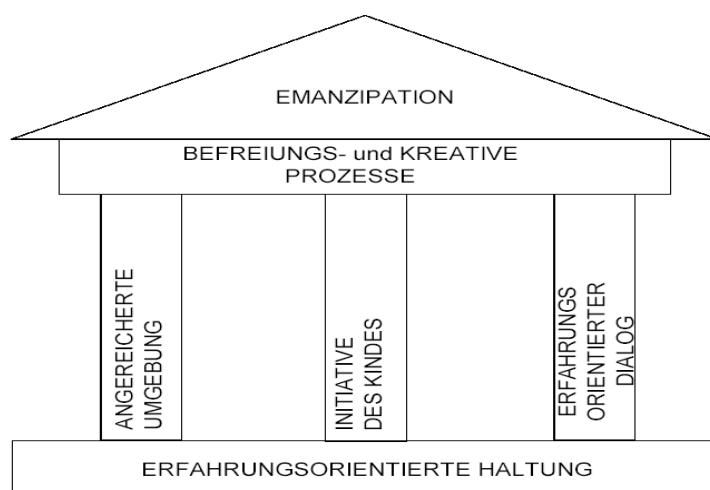 EMANZIPATION
BEFREIUNGS- und KREATIVE
PROZESSE
ANGEREICHERTE
UMGEBUNG
INITIATIVE
DES KINDES
ERFAHRUNGS
ORIENTIERTER
DIALOG
ERFAHRUNGSORIENTIERTE HALTUNG